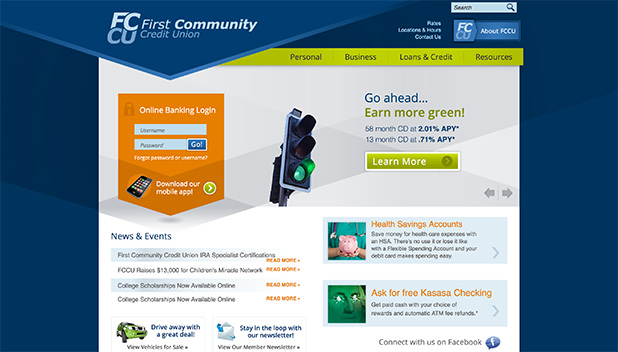 FC
CU
First Community
Credit Union
Search
Rates
Locations & Hours
Contact Us
FC
CU
About FCCU
Personal
Business
Loans & Credit
Resources
Online Banking Login
Username
Password
Go!
Forgot password or username?
Download our
mobile app!
Go ahead...
Earn more green!
58 month CD at 2.01% APY*
13 month CD at .71% APY*
Learn More
News & Events
First Community Credit Union IRA Specialist Certifications
READ MORE
FCCU Raises $13,000 for Children's Miracle Network
READ MORE
College Scholarships Now Available Online
READ MORE
College Scholarships Now Available Online
READ MORE
Drive away with
a great deal!
View Vehicles for Sale »
Stay in the loop with
our newsletter!
View Our Member Newsletter »
Health Savings Accounts
Save money for health care expenses with
an HSA. There's no use it or lose it like
with a Flexible Spending Account and your
debit card makes spending easy.
Ask for free Kasasa Checking
Get paid cash with your choice of
rewards and automatic ATM fee refunds.*
Connect with us on Facebook
f